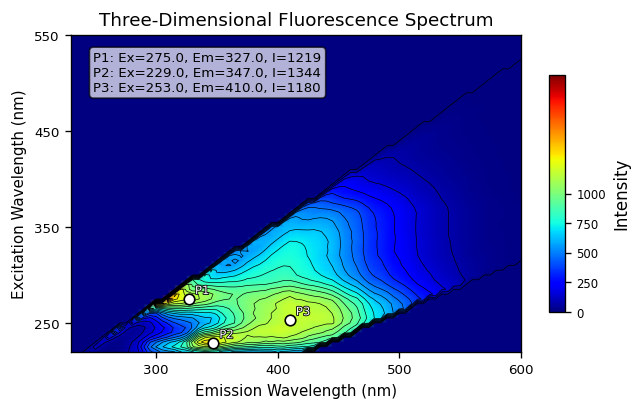 Three-Dimensional Fluorescence Spectrum
P1: Ex=275.0, Em=327.0, I=1219
P2: Ex=229.0, Em=347.0, I=1344
P3: Ex=253.0, Em=410.0, I=1180
Excitation Wavelength (nm)
550
450
350
250
P1
P2
P3
300
400
500
600
Emission Wavelength (nm)
1000
750
500
250
0
Intensity